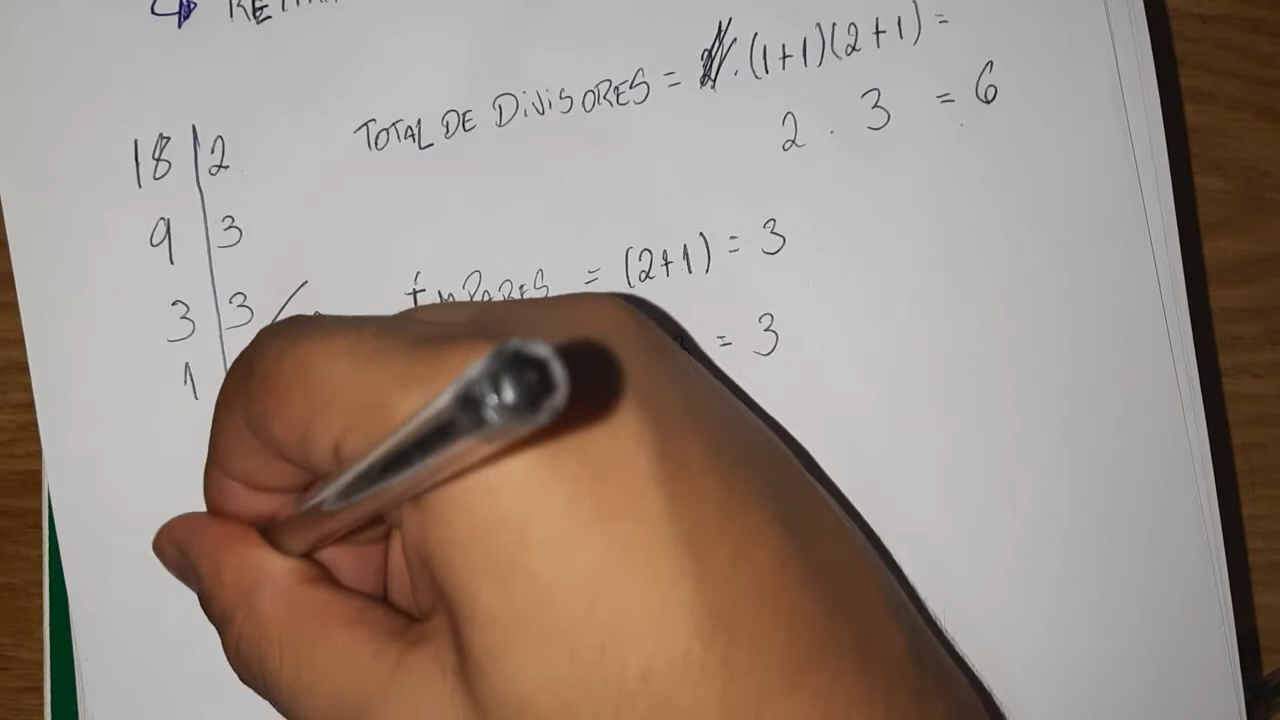 TOTAL DE DIVISORES = . (1+1)(2+1) =
2 . 3 = 6
18 | 2
9 | 3
3 | 3
1
ÍMPARES = (2+1) = 3
= 3